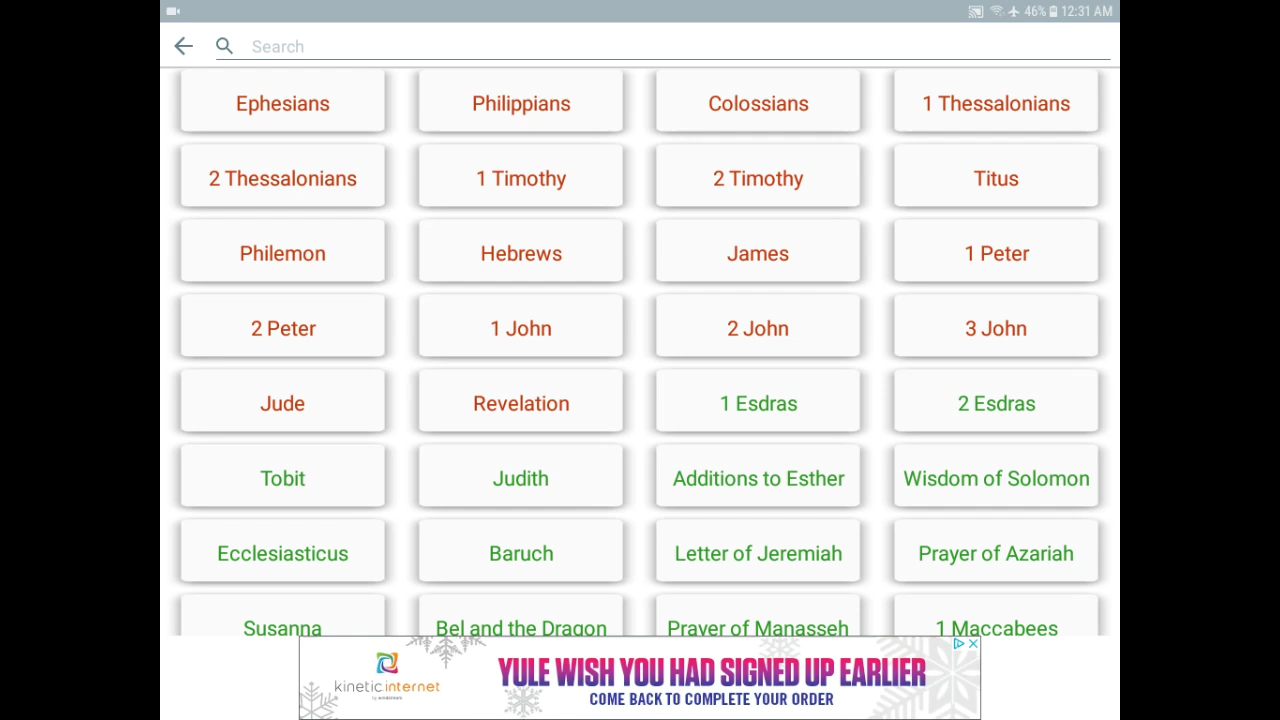 46% 12:31 AM
Search
Ephesians Philippians Colossians 1 Thessalonians
2 Thessalonians 1 Timothy 2 Timothy Titus
Philemon Hebrews James 1 Peter
2 Peter 1 John 2 John 3 John
Jude Revelation 1 Esdras 2 Esdras
Tobit Judith Additions to Esther Wisdom of Solomon
Ecclesiasticus Baruch Letter of Jeremiah Prayer of Azariah
Susanna Bel and the Dragon Prayer of Manasseh 1 Maccabees
kinetic internet
by windstream
YULE WISH YOU HAD SIGNED UP EARLIER
COME BACK TO COMPLETE YOUR ORDER